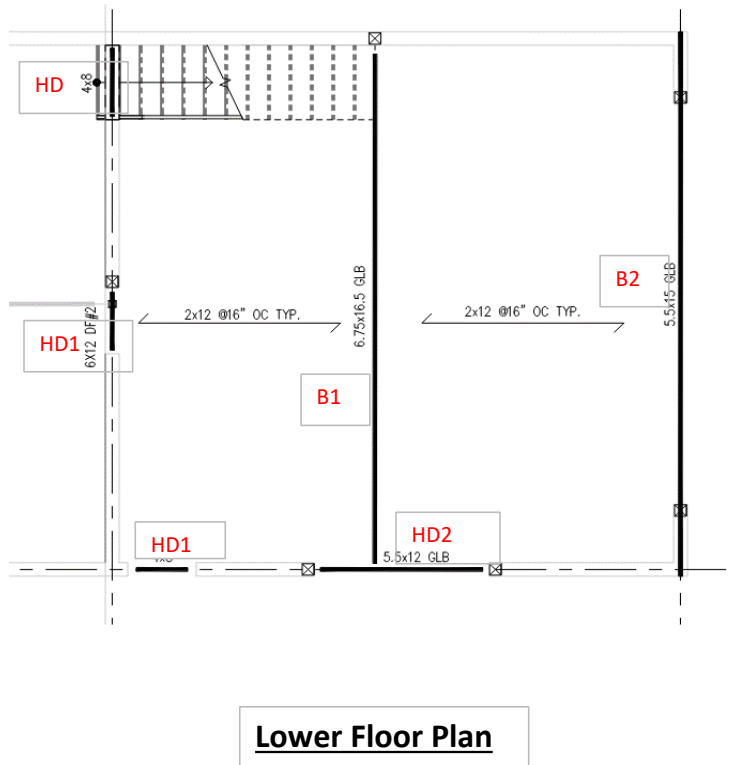 HD
4x8
2x12 @16" OC TYP.
2x12 @16" OC TYP.
B2
5.5x15 GLB
6.75x16.5 GLB
HD1
6X12 DF#2
B1
HD1
HD2
5.5x12 GLB
Lower Floor Plan